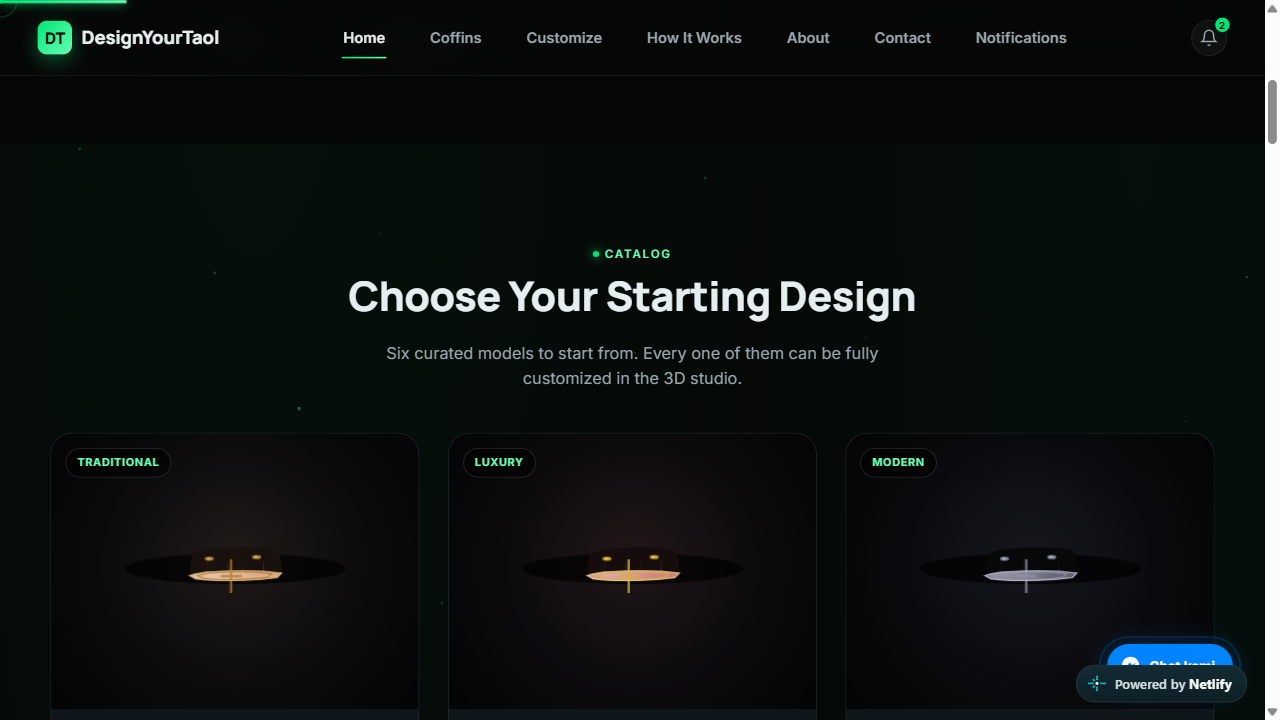 DT DesignYourTaol
Home Coffins Customize How It Works About Contact Notifications
2
CATALOG
Choose Your Starting Design
Six curated models to start from. Every one of them can be fully
customized in the 3D studio.
TRADITIONAL
LUXURY
MODERN
Chat kami
Powered by Netlify